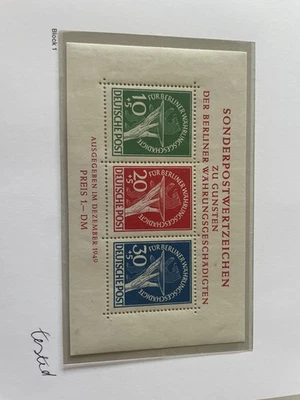 Block 1
SONDERPOSTWERTZEICHEN
ZU GUNSTEN
DER BERLINER WÄHRUNGSGESCHÄDIGTEN
10
+5
FÜR BERLINER WÄHRUNGSGESCHÄDIGTE
DEUTSCHE POST
20
+5
FÜR BERLINER WÄHRUNGSGESCHÄDIGTE
DEUTSCHE POST
30
+5
FÜR BERLINER WÄHRUNGSGESCHÄDIGTE
DEUTSCHE POST
AUSGEGEBEN IM DEZEMBER 1949
PREIS 1.– DM